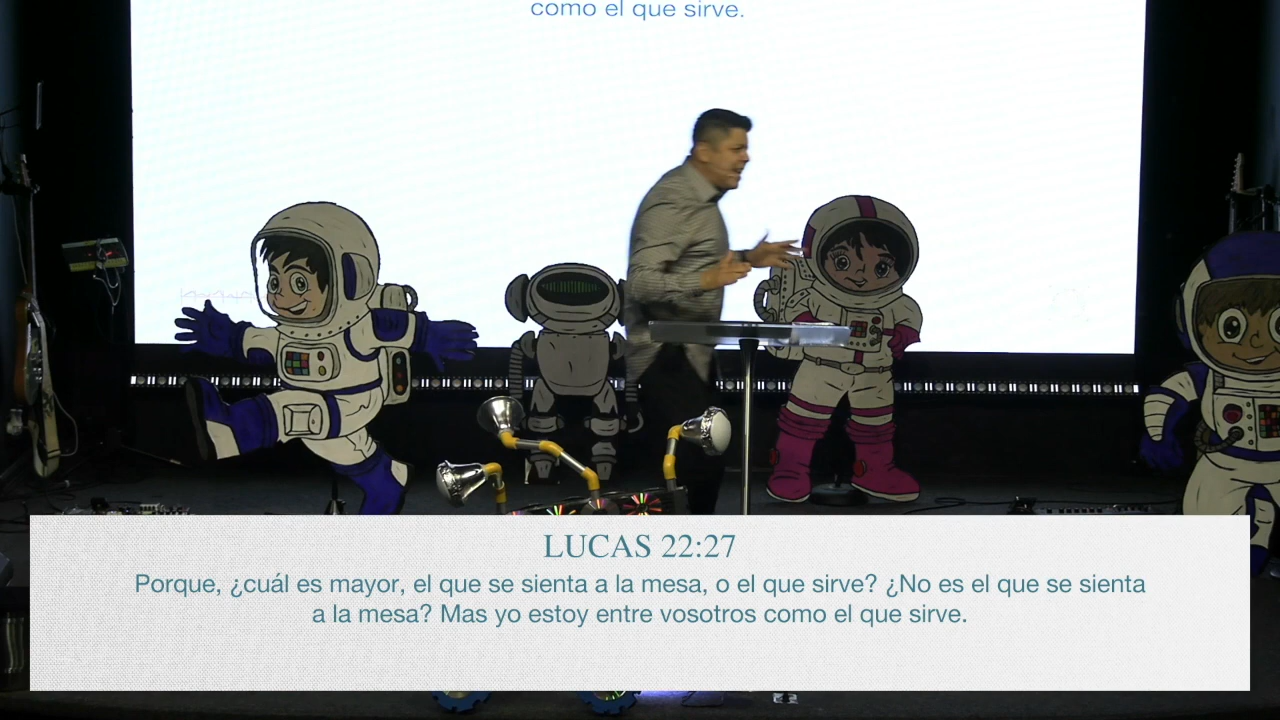 como el que sirve.
LUCAS 22:27
Porque, ¿cuál es mayor, el que se sienta a la mesa, o el que sirve? ¿No es el que se sienta
a la mesa? Mas yo estoy entre vosotros como el que sirve.